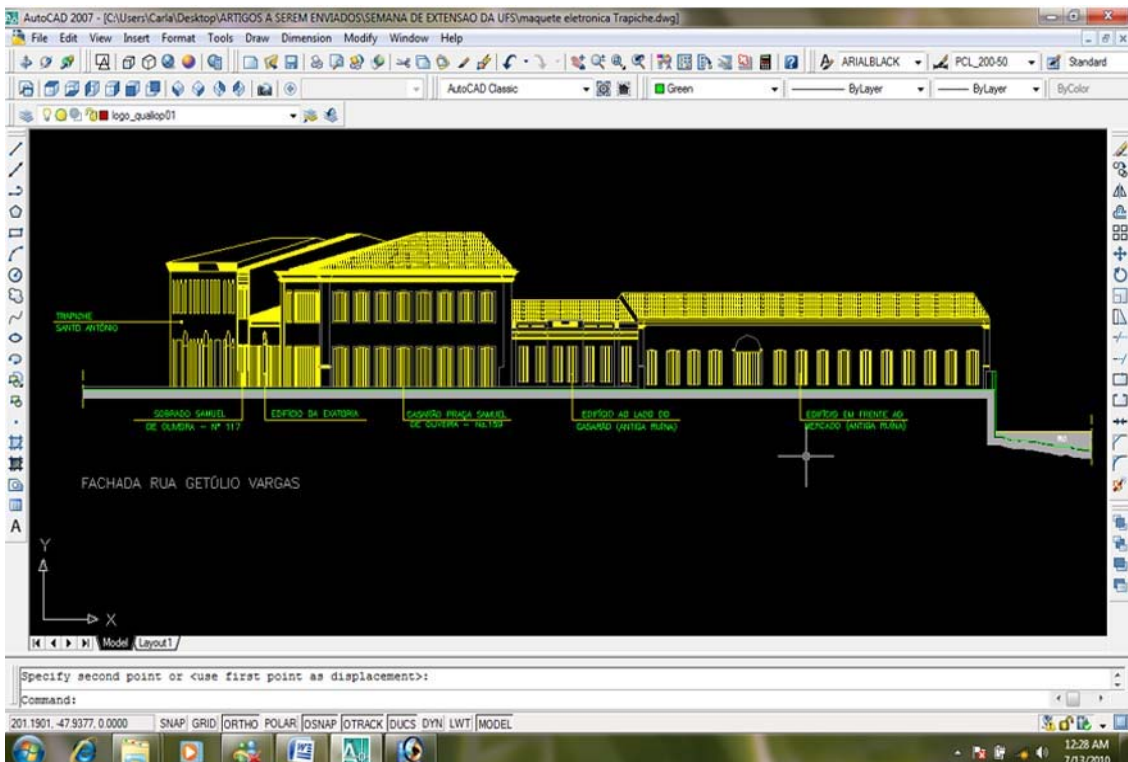 AutoCAD 2007 - [C:\Users\Carla\Desktop\ARTIGOS A SEREM ENVIADOS\SEMANA DE EXTENSAO DA UFS\maquete eletronica Trapiche.dwg]
File Edit View Insert Format Tools Draw Dimension Modify Window Help
ARIALBLACK PCL_200-50 Standard
AutoCAD Classic Green ByLayer ByLayer ByColor
logo_qualiop01
TRAPICHE
SANTO ANTÔNIO
SOBRADO SAMUEL
DE OLIVEIRA - Nº 117
EDIFÍCIO DA EXATORIA
CASARÃO PRAÇA SAMUEL
DE OLIVEIRA - No.159
EDIFÍCIO AO LADO DO
CASARÃO (ANTIGA RUÍNA)
EDIFÍCIO EM FRENTE AO
MERCADO (ANTIGA RUÍNA)
FACHADA RUA GETÚLIO VARGAS
Y
X
Model Layout1
Specify second point or <use first point as displacement>:
Command:
201.1901, -47.9377, 0.0000 SNAP GRID ORTHO POLAR OSNAP OTRACK DUCS DYN LWT MODEL
12:28 AM
7/13/2010